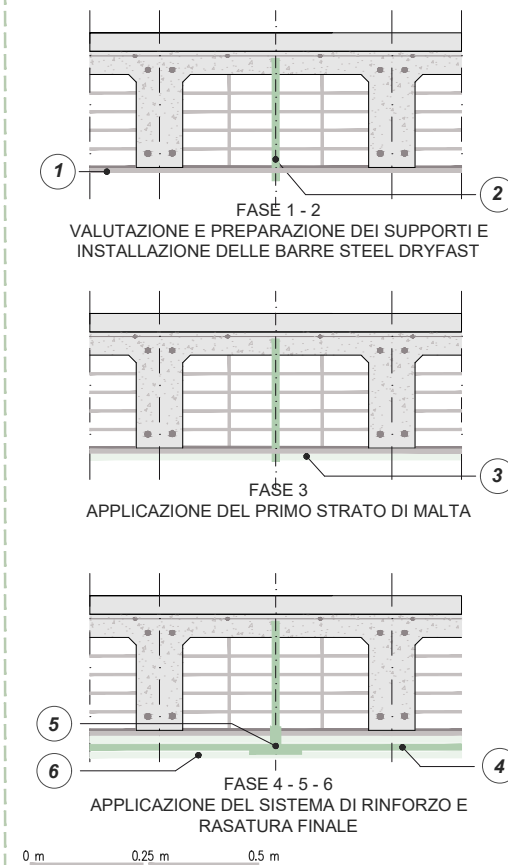 1
2
FASE 1 - 2
VALUTAZIONE E PREPARAZIONE DEI SUPPORTI E
INSTALLAZIONE DELLE BARRE STEEL DRYFAST
3
FASE 3
APPLICAZIONE DEL PRIMO STRATO DI MALTA
5
4
6
FASE 4 - 5 - 6
APPLICAZIONE DEL SISTEMA DI RINFORZO E
RASATURA FINALE
0 m 0.25 m 0.5 m